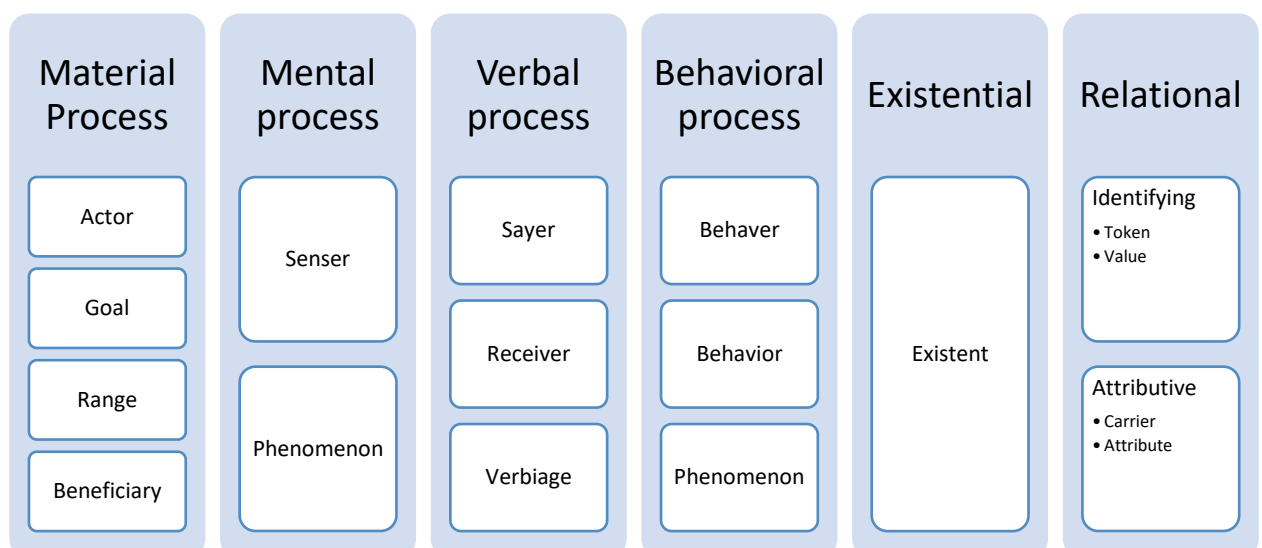 Material
Process
Actor
Goal
Range
Beneficiary
Mental
process
Senser
Phenomenon
Verbal
process
Sayer
Receiver
Verbiage
Behavioral
process
Behaver
Behavior
Phenomenon
Existential
Existent
Relational
Identifying
• Token
• Value
Attributive
• Carrier
• Attribute